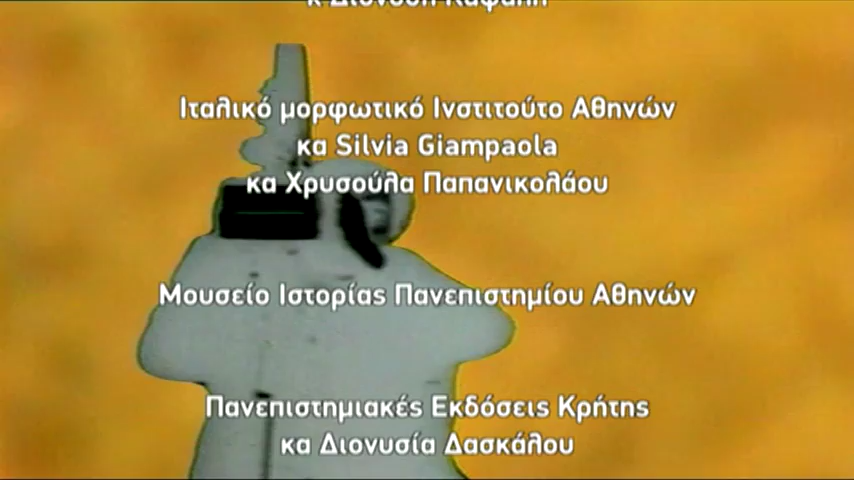 Ιταλικό μορφωτικό Ινστιτούτο Αθηνών
κα Silvia Giampaola
κα Χρυσούλα Παπανικολάου
Μουσείο Ιστορίας Πανεπιστημίου Αθηνών
Πανεπιστημιακές Εκδόσεις Κρήτης
κα Διονυσία Δασκάλου